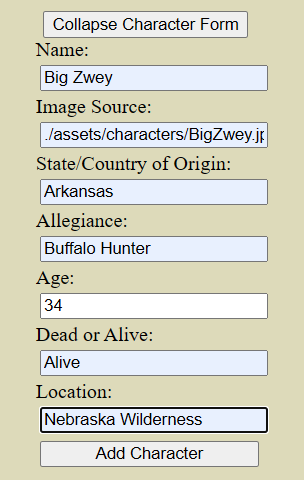 Collapse Character Form
Name:
Big Zwey
Image Source:
./assets/characters/BigZwey.jp
State/Country of Origin:
Arkansas
Allegiance:
Buffalo Hunter
Age:
34
Dead or Alive:
Alive
Location:
Nebraska Wilderness
Add Character